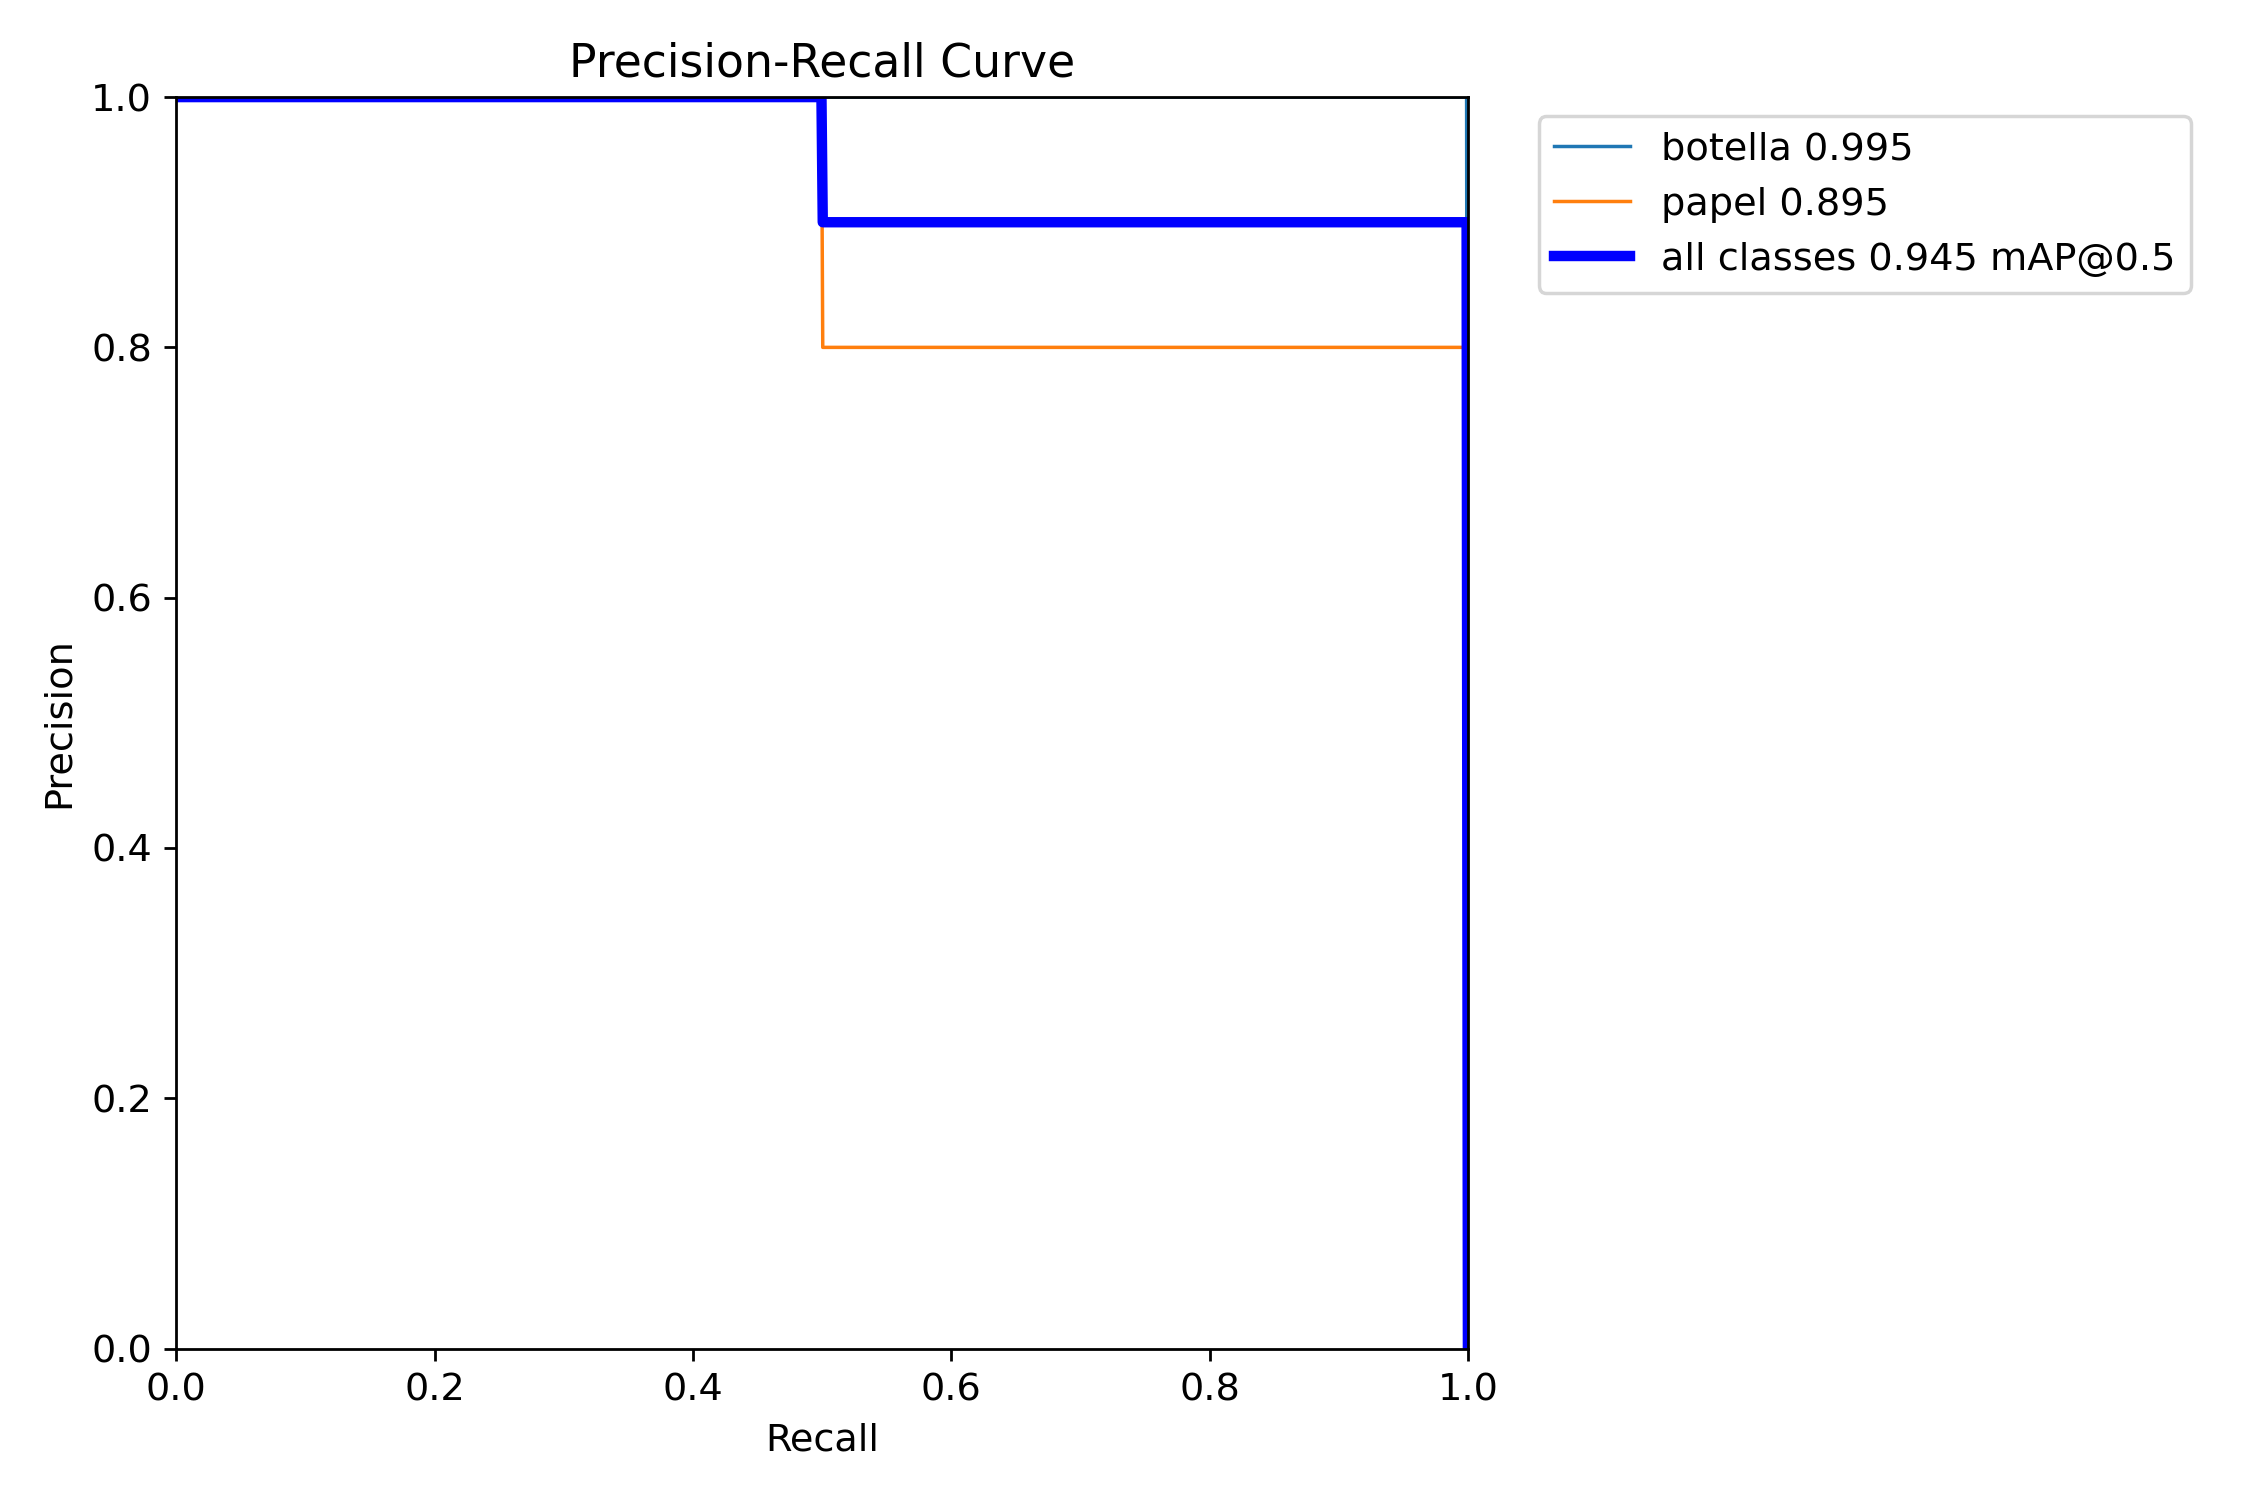 Precision-Recall Curve
1.0
0.8
0.6
0.4
0.2
0.0
Precision
0.0 0.2 0.4 0.6 0.8 1.0
Recall
botella 0.995
papel 0.895
all classes 0.945 mAP@0.5